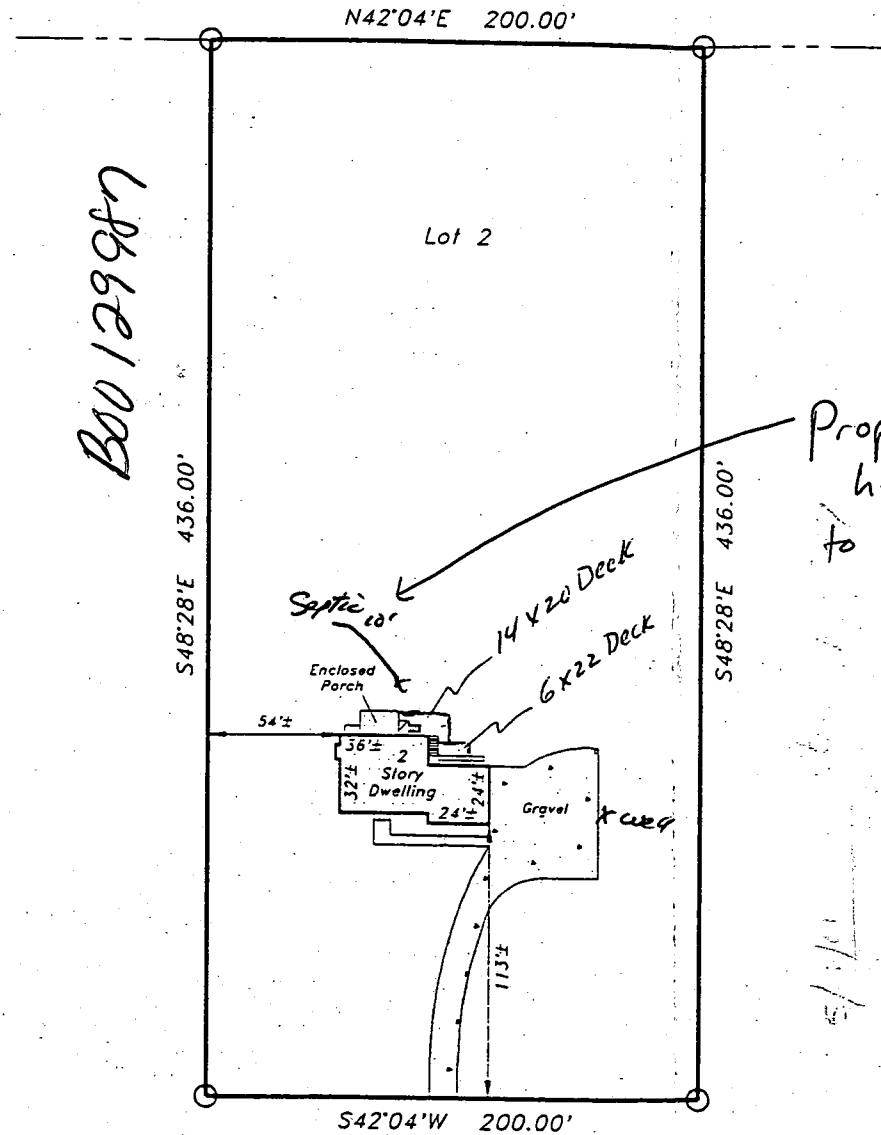 N42°04'E 200.00'
B00129987
Lot 2
S48°28'E 436.00'
S48°28'E 436.00'
Prop
h
to
Septic
14 x 20 Deck
6 x 22 Deck
Enclosed
Porch
54'±
36'±
2
Story
Dwelling
32'±
24'±
24'±
Gravel
x well
113'±
S42°04'W 200.00'